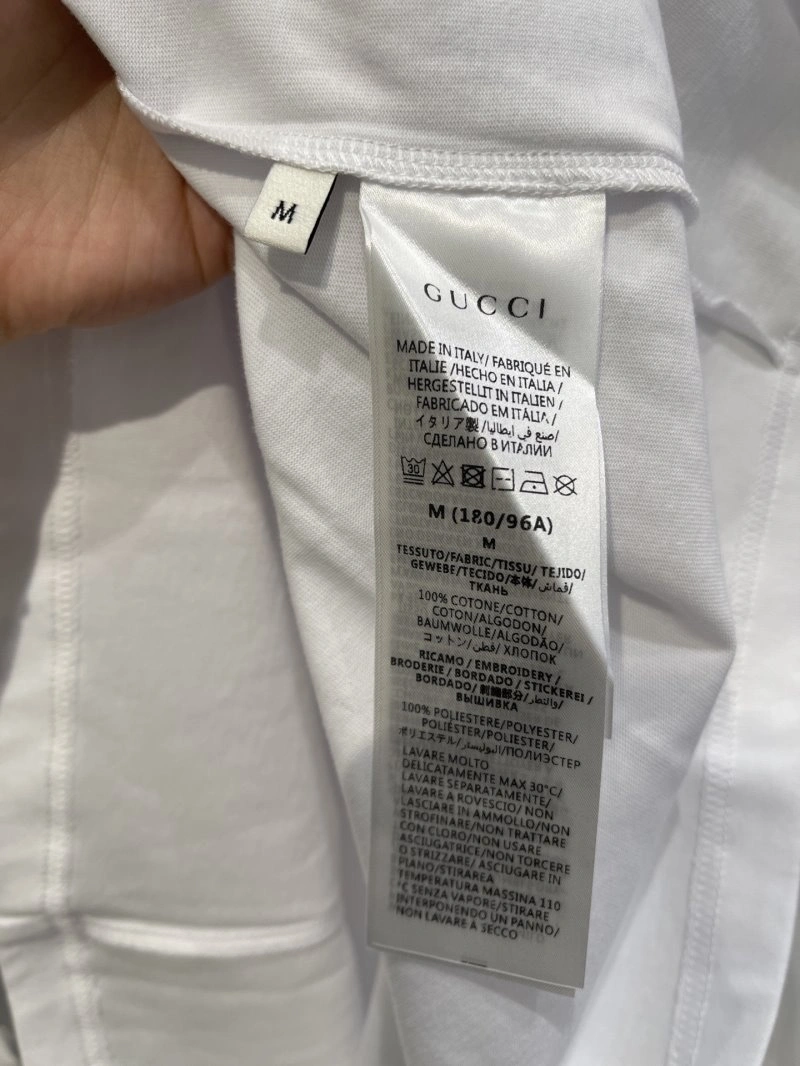 M
GUCCI
MADE IN ITALY/ FABRIQUÉ EN
ITALIE /HECHO EN ITALIA /
HERGESTELLT IN ITALIEN /
FABRICADO EM ITÁLIA /
イタリア製 /صنع في إيطاليا/
СДЕЛАНО В ИТАЛИИ
30
M (180/96A)
M
TESSUTO/FABRIC/TISSU/ TEJIDO/
GEWEBE/TECIDO/本体/قماش/
ТКАНЬ
100% COTONE/COTTON/
COTON/ALGODON/
BAUMWOLLE/ALGODÃO/
コットン/قطن/ ХЛОПОК
RICAMO / EMBROIDERY /
BRODERIE / BORDADO / STICKEREI /
BORDADO/ 刺繍部分/والتطر/
ВЫШИВКА
100% POLIESTERE/POLYESTER/
POLIÉSTER/POLIESTER/
ポリエステル/البوليستر/ПОЛИЭСТЕР
LAVARE MOLTO
DELICATAMENTE MAX 30°C/
LAVARE SEPARATAMENTE/
LAVARE A ROVESCIO/ NON
LASCIARE IN AMMOLLO/NON
STROFINARE/NON TRATTARE
CON CLORO/NON USARE
ASCIUGATRICE/NON TORCERE
O STRIZZARE/ ASCIUGARE IN
PIANO/STIRAREA
TEMPERATURA MASSINA 110
°C SENZA VAPORE/STIRARE
INTERPONENDO UN PANNO/
NON LAVARE A SECCO